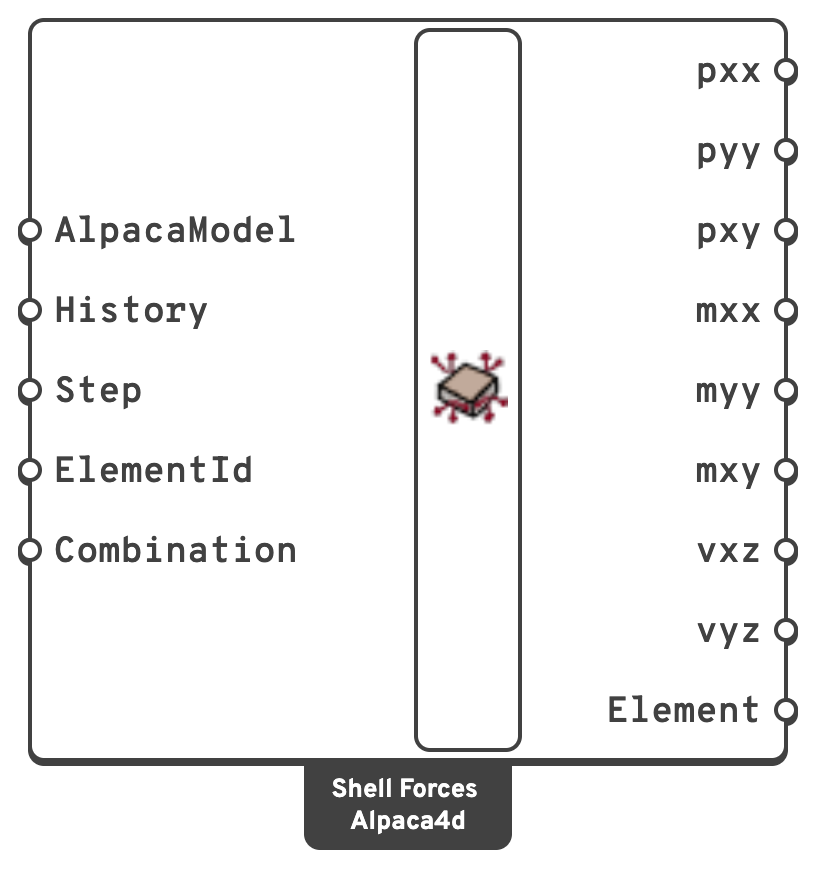 AlpacaModel
History
Step
ElementId
Combination
pxx
pyy
pxy
mxx
myy
mxy
vxz
vyz
Element
Shell Forces
Alpaca4d